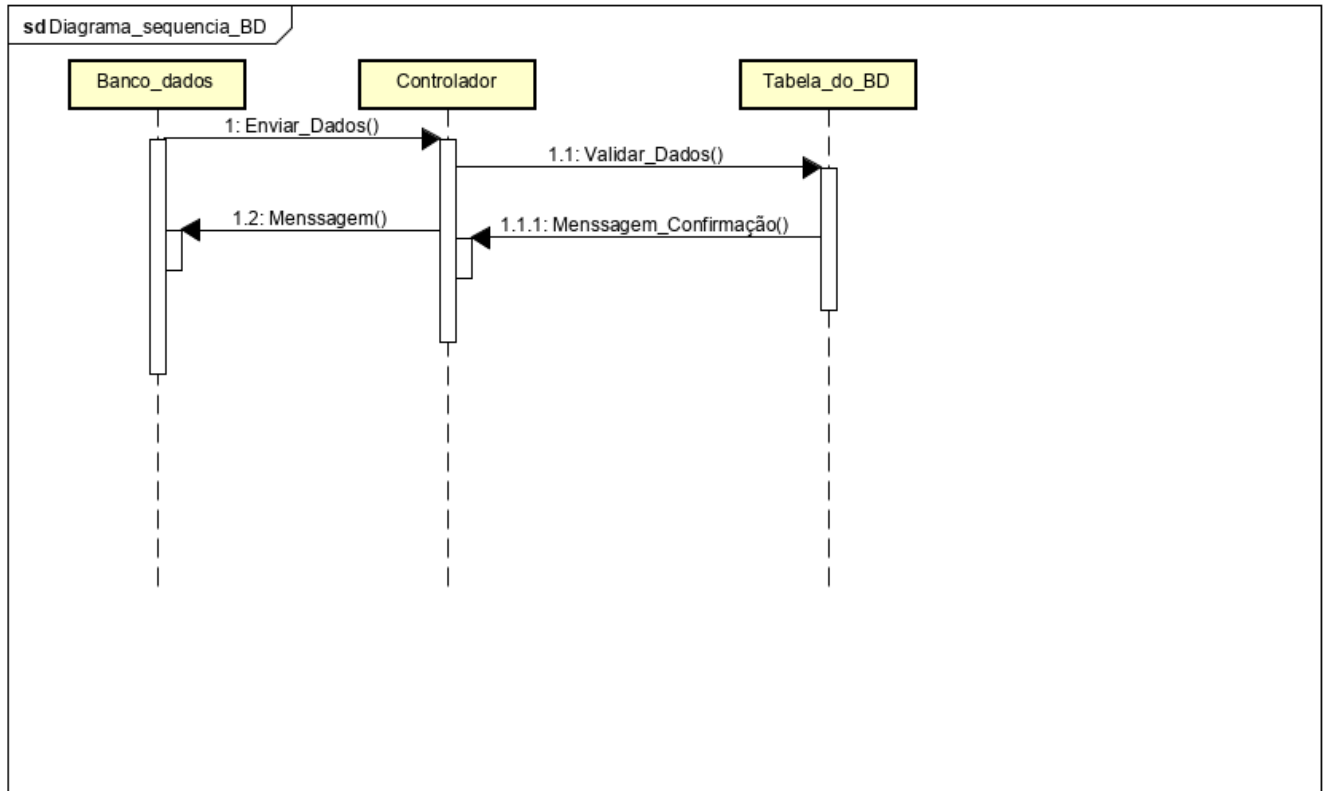 sd Diagrama_sequencia_BD
Banco_dados
Controlador
Tabela_do_BD
1: Enviar_Dados()
1.1: Validar_Dados()
1.2: Menssagem()
1.1.1: Menssagem_Confirmação()